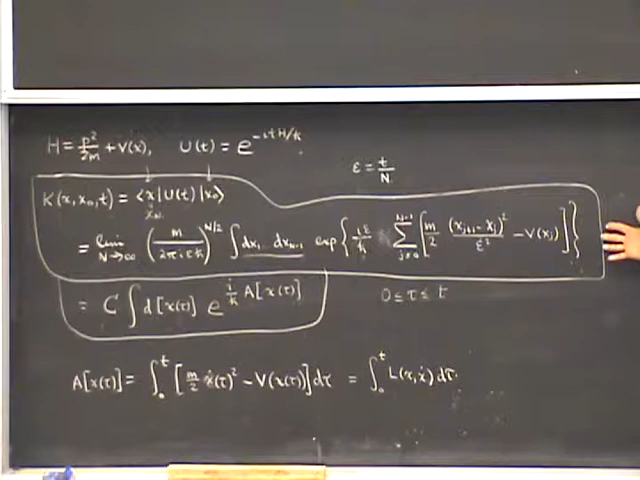 H = p²/2m + V(x), U(t) = e^{-itH/ħ}
ε = t/N
K(x, x₀, t) = ⟨x|U(t)|x₀⟩
x_N
= lim_{N→∞} (m/2πiεħ)^{N/2} ∫ dx₁ dx_{N-1} exp{ iε/ħ Σ_{j=0}^{N-1} [ m/2 (x_{j+1} - x_j)²/ε² - V(x_j) ] }
= C ∫ d[x(τ)] e^{i/ħ A[x(τ)]} 0 ≤ τ ≤ t
A[x(τ)] = ∫₀^t [ m/2 ẋ(τ)² - V(x(τ)) ] dτ = ∫₀^t L(x, ẋ) dτ